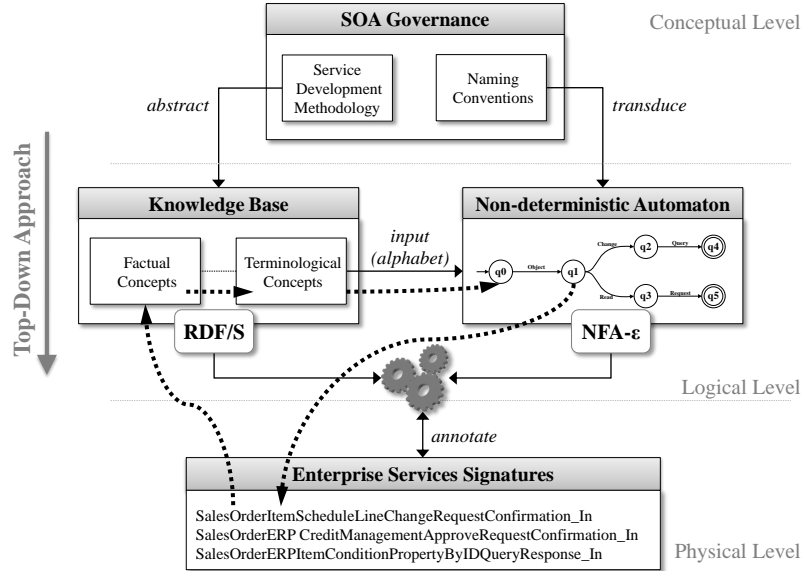 SOA Governance
Conceptual Level
Service
Development
Methodology
Naming
Conventions
abstract
transduce
Top-Down Approach
Knowledge Base
Non-deterministic Automaton
Factual
Concepts
Terminological
Concepts
input
(alphabet)
q0
Object
q1
Change
q2
Query
q4
Read
q3
Request
q5
RDF/S
NFA-ε
Logical Level
annotate
Enterprise Services Signatures
SalesOrderItemScheduleLineChangeRequestConfirmation_In
SalesOrderERP CreditManagementApproveRequestConfirmation_In
SalesOrderERPItemConditionPropertyByIDQueryResponse_In
Physical Level